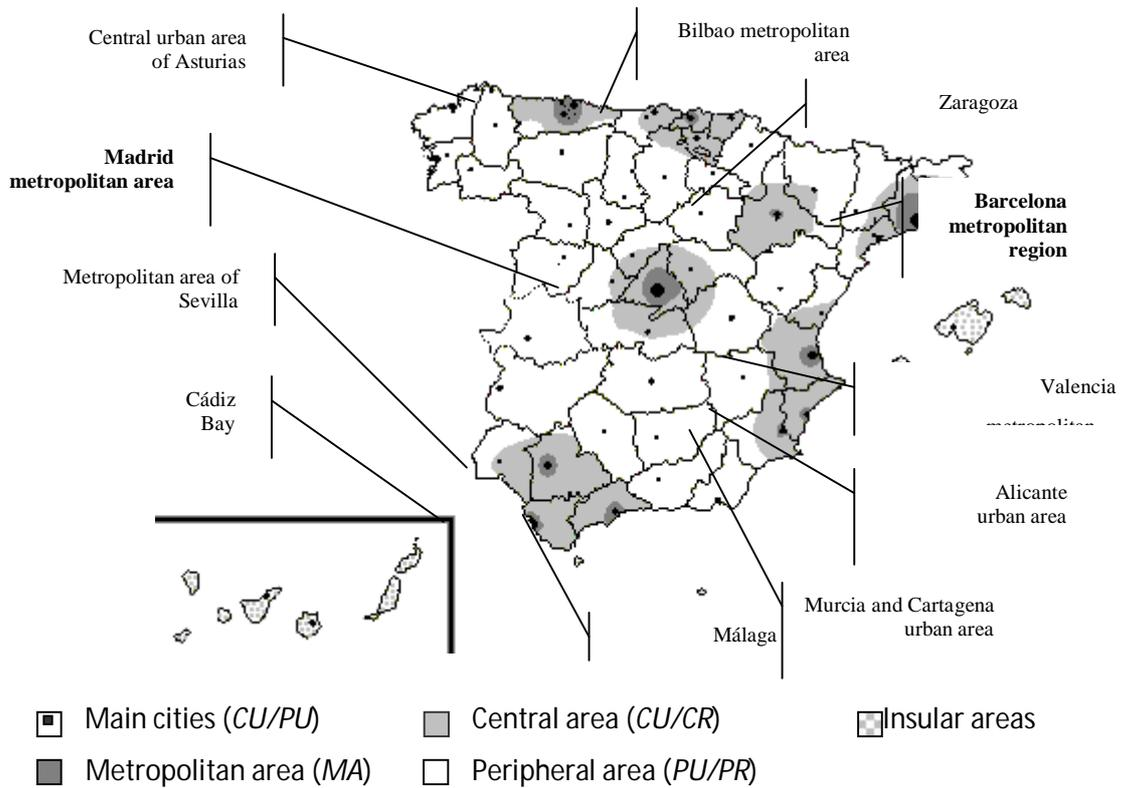 Central urban area
of Asturias
Bilbao metropolitan
area
Zaragoza
Madrid
metropolitan area
Barcelona
metropolitan
region
Metropolitan area of
Sevilla
Cádiz
Bay
Valencia
metropolitan
Alicante
urban area
Murcia and Cartagena
urban area
Málaga
Main cities (CU/PU)
Central area (CU/CR)
Insular areas
Metropolitan area (MA)
Peripheral area (PU/PR)